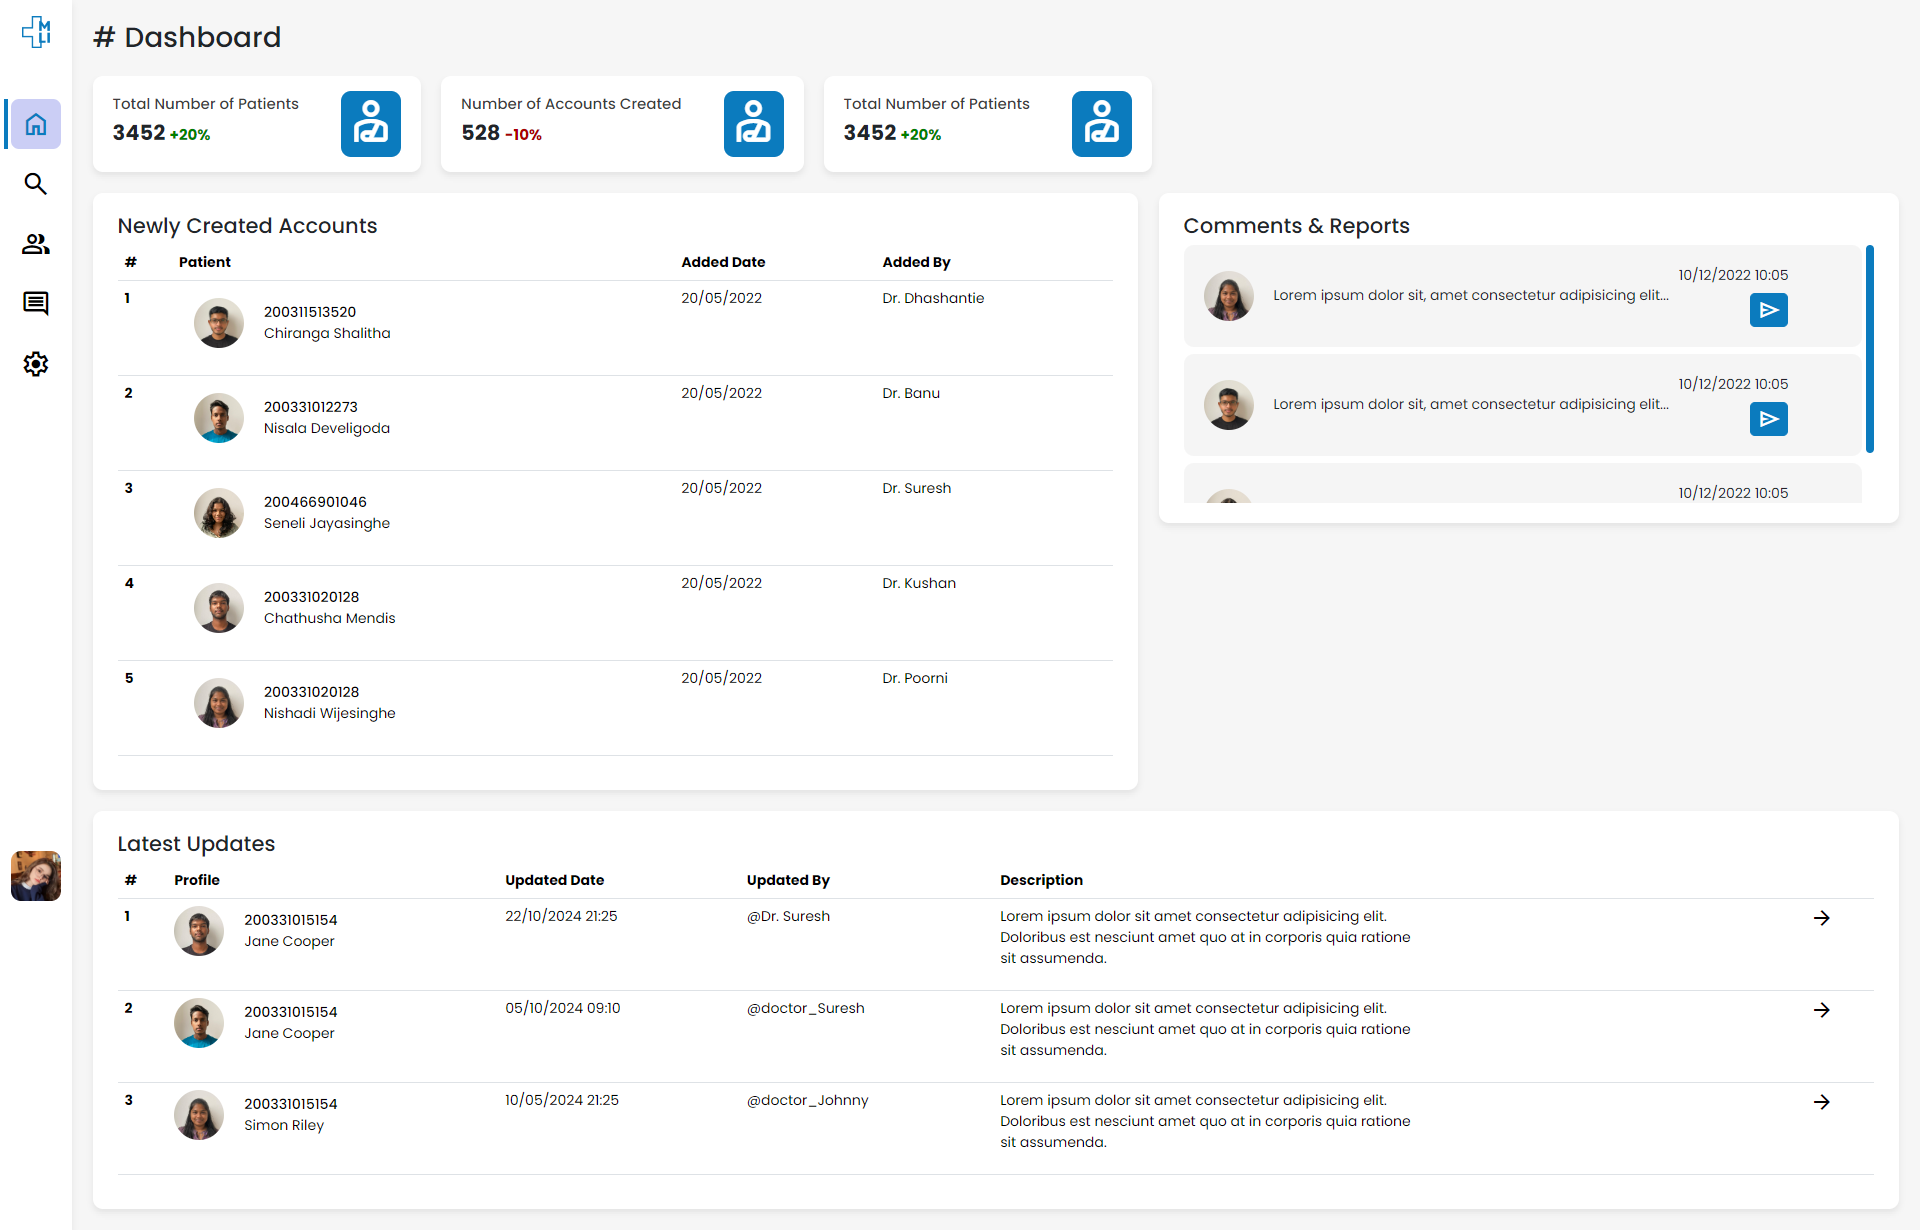 MLI
# Dashboard
Total Number of Patients
3452 +20%
Number of Accounts Created
528 -10%
Total Number of Patients
3452 +20%
Newly Created Accounts
# Patient Added Date Added By
1 200311513520 20/05/2022 Dr. Dhashantie
Chiranga Shalitha
2 200331012273 20/05/2022 Dr. Banu
Nisala Develigoda
3 200466901046 20/05/2022 Dr. Suresh
Seneli Jayasinghe
4 200331020128 20/05/2022 Dr. Kushan
Chathusha Mendis
5 200331020128 20/05/2022 Dr. Poorni
Nishadi Wijesinghe
Comments & Reports
10/12/2022 10:05
Lorem ipsum dolor sit, amet consectetur adipisicing elit...
10/12/2022 10:05
Lorem ipsum dolor sit, amet consectetur adipisicing elit...
10/12/2022 10:05
Latest Updates
# Profile Updated Date Updated By Description
1 200331015154 22/10/2024 21:25 @Dr. Suresh Lorem ipsum dolor sit amet consectetur adipisicing elit.
Jane Cooper Doloribus est nesciunt amet quo at in corporis quia ratione
sit assumenda.
2 200331015154 05/10/2024 09:10 @doctor_Suresh Lorem ipsum dolor sit amet consectetur adipisicing elit.
Jane Cooper Doloribus est nesciunt amet quo at in corporis quia ratione
sit assumenda.
3 200331015154 10/05/2024 21:25 @doctor_Johnny Lorem ipsum dolor sit amet consectetur adipisicing elit.
Simon Riley Doloribus est nesciunt amet quo at in corporis quia ratione
sit assumenda.